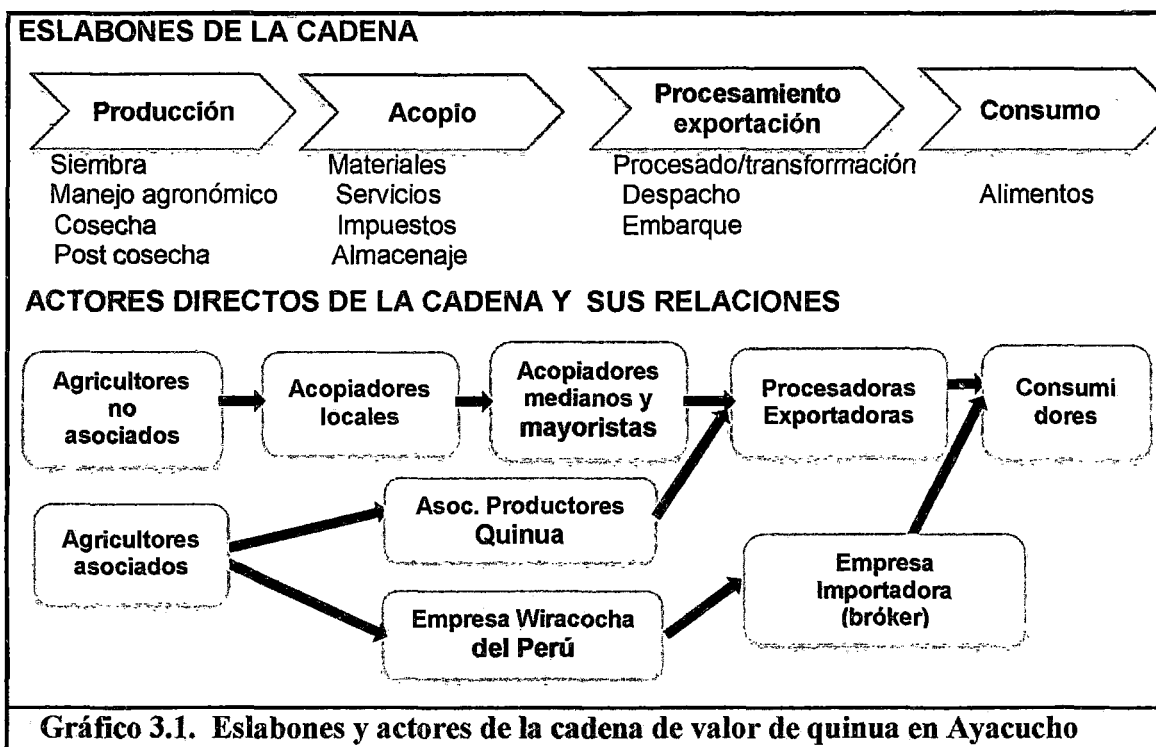 ESLABONES DE LA CADENA
Producción
Siembra
Manejo agronómico
Cosecha
Post cosecha
Acopio
Materiales
Servicios
Impuestos
Almacenaje
Procesamiento
exportación
Procesado/transformación
Despacho
Embarque
Consumo
Alimentos
ACTORES DIRECTOS DE LA CADENA Y SUS RELACIONES
Agricultores
no
asociados
Acopiadores
locales
Acopiadores
medianos y
mayoristas
Procesadoras
Exportadoras
Consumi
dores
Agricultores
asociados
Asoc. Productores
Quinua
Empresa Wiracocha
del Perú
Empresa
Importadora
(bróker)
Gráfico 3.1. Eslabones y actores de la cadena de valor de quinua en Ayacucho